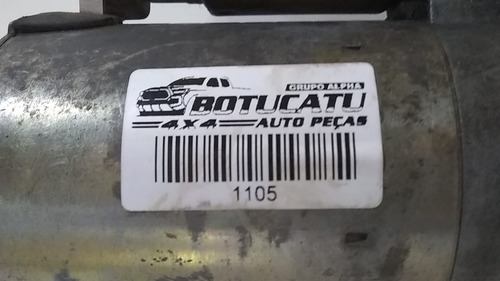 GRUPO ALPHA
BOTUCATU
4X4 AUTO PEÇAS
1105